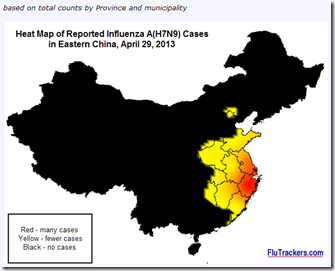 based on total counts by Province and municipality
Heat Map of Reported Influenza A(H7N9) Cases
in Eastern China, April 29, 2013
Red - many cases
Yellow - fewer cases
Black - no cases
FluTrackers.com